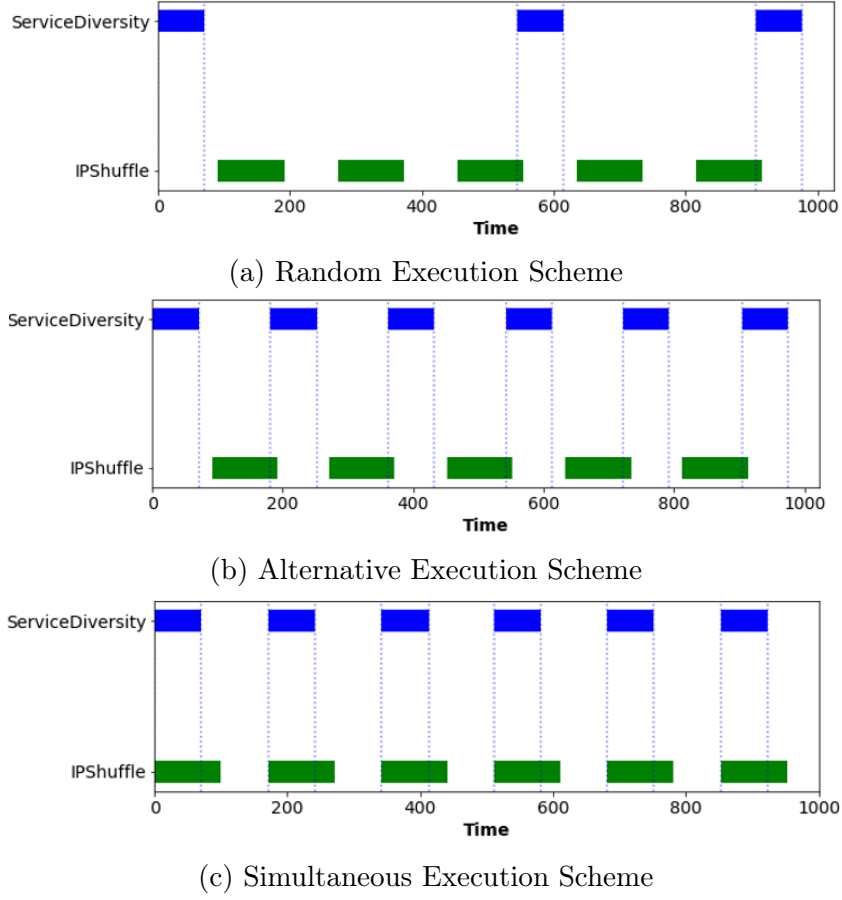 ServiceDiversity
IPShuffle
0 200 400 600 800 1000
Time
(a) Random Execution Scheme
ServiceDiversity
IPShuffle
0 200 400 600 800 1000
Time
(b) Alternative Execution Scheme
ServiceDiversity
IPShuffle
0 200 400 600 800 1000
Time
(c) Simultaneous Execution Scheme